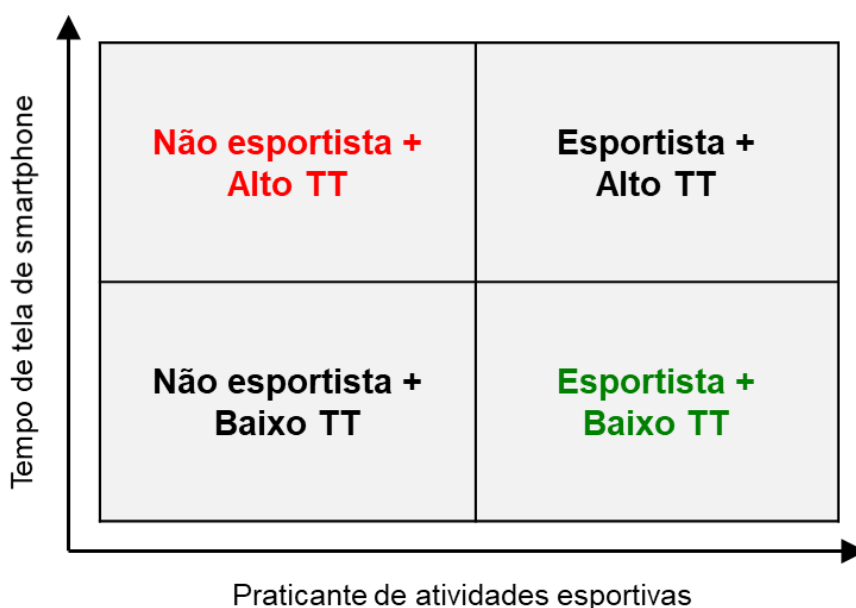 Tempo de tela de smartphone
Não esportista +
Alto TT
Esportista +
Alto TT
Não esportista +
Baixo TT
Esportista +
Baixo TT
Praticante de atividades esportivas